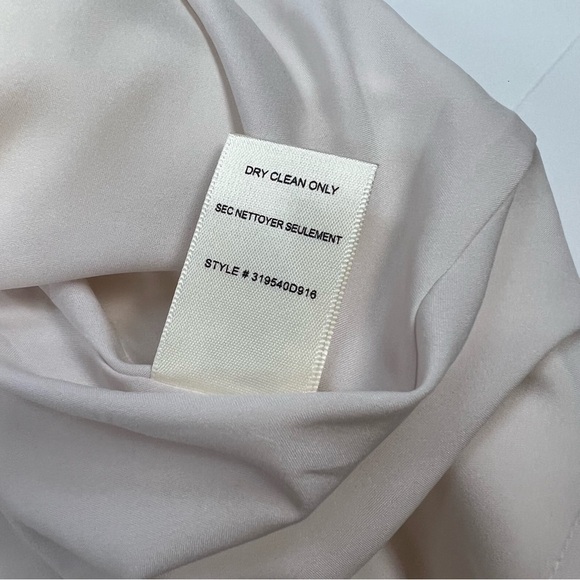 DRY CLEAN ONLY
SEC NETTOYER SEULEMENT
STYLE # 319540D916